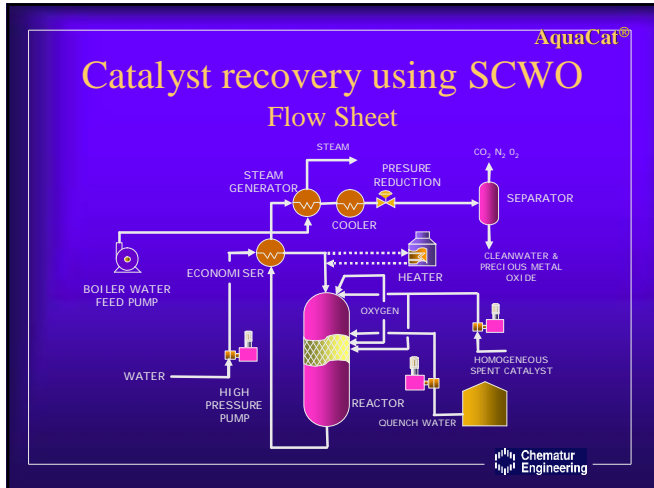 AquaCat®
Catalyst recovery using SCWO
Flow Sheet
STEAM
CO2 N2 02
STEAM
GENERATOR
PRESURE
REDUCTION
SEPARATOR
COOLER
ECONOMISER
HEATER
CLEANWATER &
PRECIOUS METAL
OXIDE
BOILER WATER
FEED PUMP
OXYGEN
HOMOGENEOUS
SPENT CATALYST
WATER
HIGH
PRESSURE
PUMP
REACTOR
QUENCH WATER
Chematur
Engineering